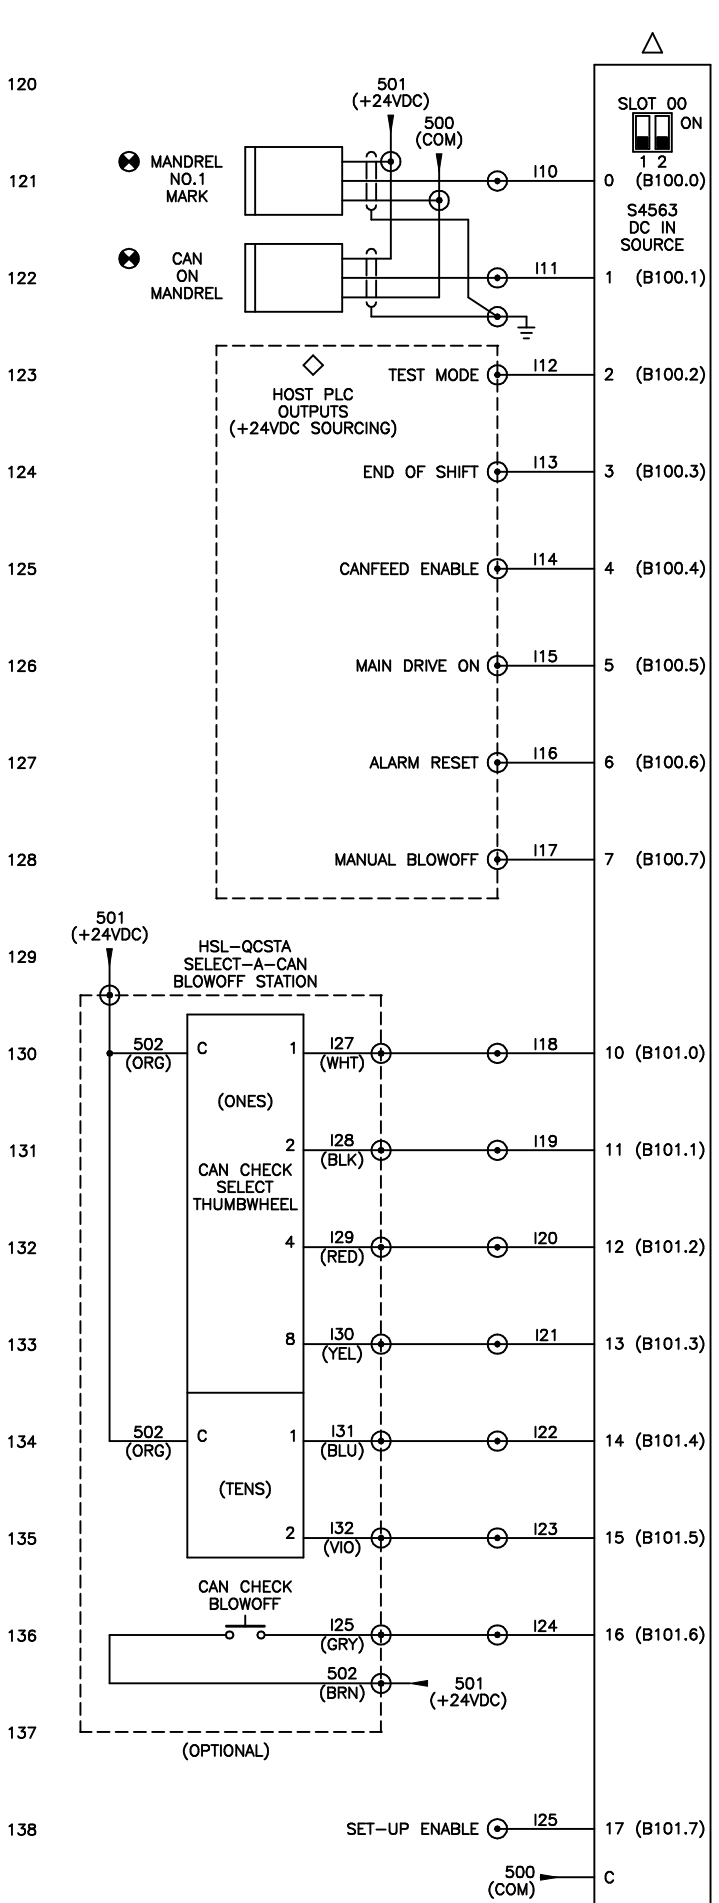 120
501
(+24VDC)
500
(COM)
SLOT 00
ON
1 2
MANDREL
NO.1
MARK
121
I10
0 (B100.0)
S4563
DC IN
SOURCE
CAN
ON
MANDREL
122
I11
1 (B100.1)
123
HOST PLC
OUTPUTS
(+24VDC SOURCING)
TEST MODE
I12
2 (B100.2)
124
END OF SHIFT
I13
3 (B100.3)
125
CANFEED ENABLE
I14
4 (B100.4)
126
MAIN DRIVE ON
I15
5 (B100.5)
127
ALARM RESET
I16
6 (B100.6)
128
MANUAL BLOWOFF
I17
7 (B100.7)
501
(+24VDC)
129
HSL-QCSTA
SELECT-A-CAN
BLOWOFF STATION
130
502
(ORG)
C
1
I27
(WHT)
I18
10 (B101.0)
(ONES)
131
2
I28
(BLK)
I19
11 (B101.1)
CAN CHECK
SELECT
THUMBWHEEL
132
4
I29
(RED)
I20
12 (B101.2)
133
8
I30
(YEL)
I21
13 (B101.3)
134
502
(ORG)
C
1
I31
(BLU)
I22
14 (B101.4)
(TENS)
135
2
I32
(VIO)
I23
15 (B101.5)
CAN CHECK
BLOWOFF
136
I25
(GRY)
I24
16 (B101.6)
502
(BRN)
501
(+24VDC)
137
(OPTIONAL)
138
SET-UP ENABLE
I25
17 (B101.7)
500
(COM)
C